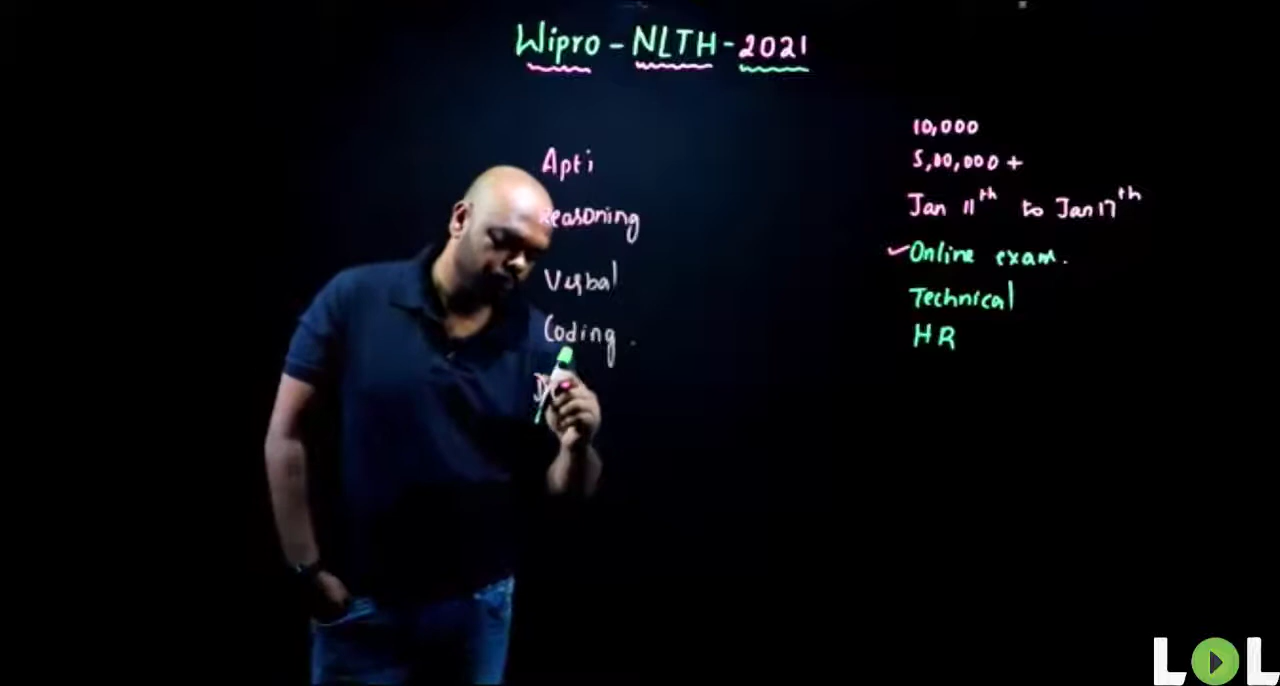 Wipro - NLTH - 2021
Apti
Reasoning
Verbal
Coding .
10,000
5,00,000 +
Jan 11th to Jan 17th
✓Online exam.
Technical
HR
LOL